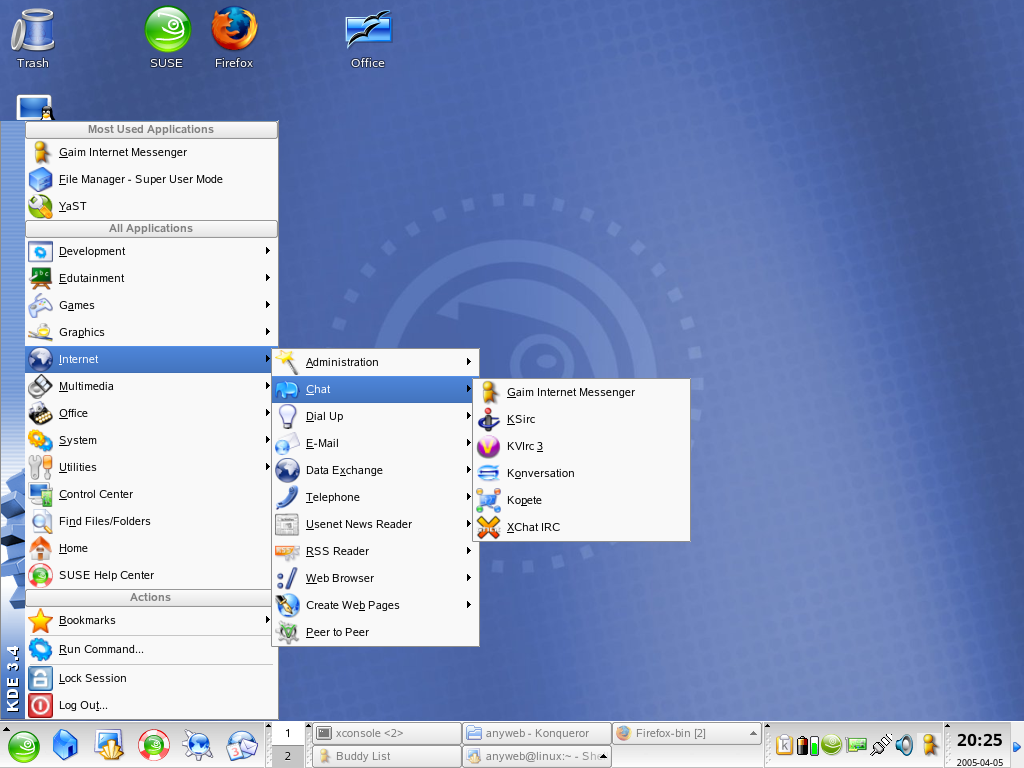 Trash
SUSE
Firefox
Office
Most Used Applications
Gaim Internet Messenger
File Manager - Super User Mode
YaST
All Applications
Development
Edutainment
Games
Graphics
Internet
Multimedia
Office
System
Utilities
Control Center
Find Files/Folders
Home
SUSE Help Center
Actions
Bookmarks
Run Command...
Lock Session
Log Out...
KDE 3.4
Administration
Chat
Dial Up
E-Mail
Data Exchange
Telephone
Usenet News Reader
RSS Reader
Web Browser
Create Web Pages
Peer to Peer
Gaim Internet Messenger
KSirc
KVIrc 3
Konversation
Kopete
XChat IRC
1
2
xconsole <2>
anyweb - Konqueror
Firefox-bin [2]
Buddy List
anyweb@linux:~ - She
20:25
2005-04-05